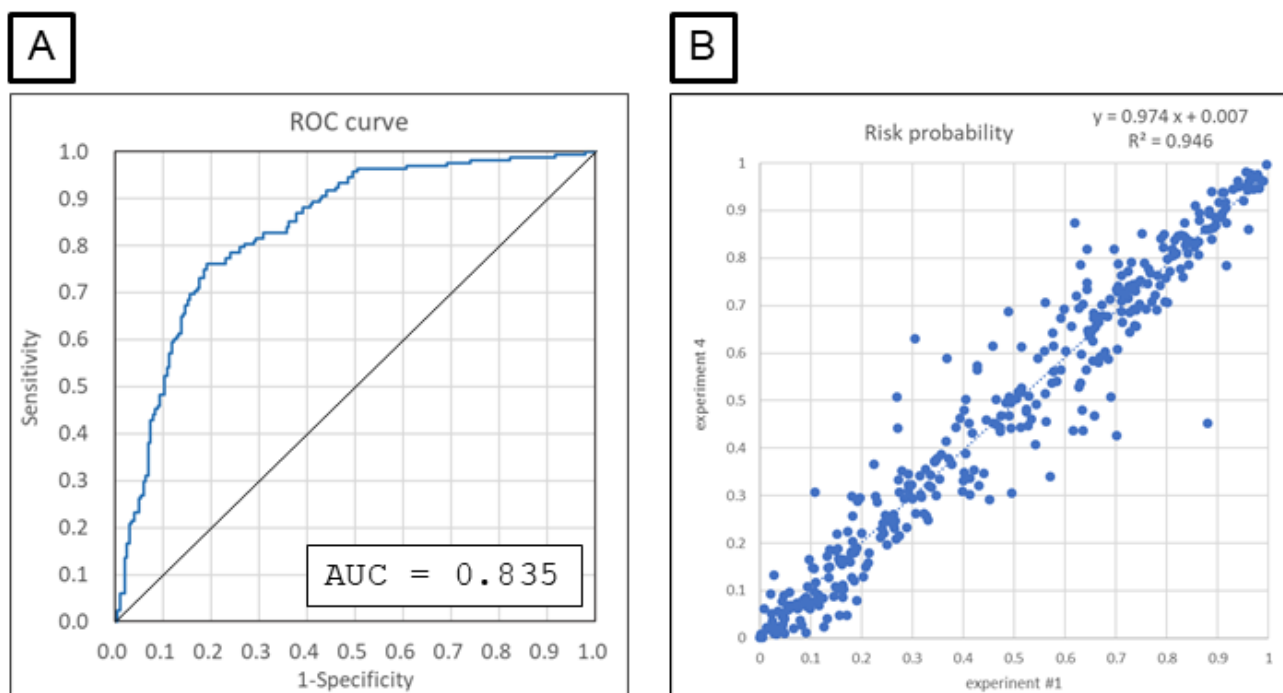 A
ROC curve
1.0
0.9
0.8
0.7
0.6
0.5
0.4
0.3
0.2
0.1
0.0
Sensitivity
AUC = 0.835
0.0 0.1 0.2 0.3 0.4 0.5 0.6 0.7 0.8 0.9 1.0
1-Specificity
B
Risk probability
y = 0.974 x + 0.007
R² = 0.946
1
0.9
0.8
0.7
0.6
0.5
0.4
0.3
0.2
0.1
0
experiment 4
0 0.1 0.2 0.3 0.4 0.5 0.6 0.7 0.8 0.9 1
experinent #1